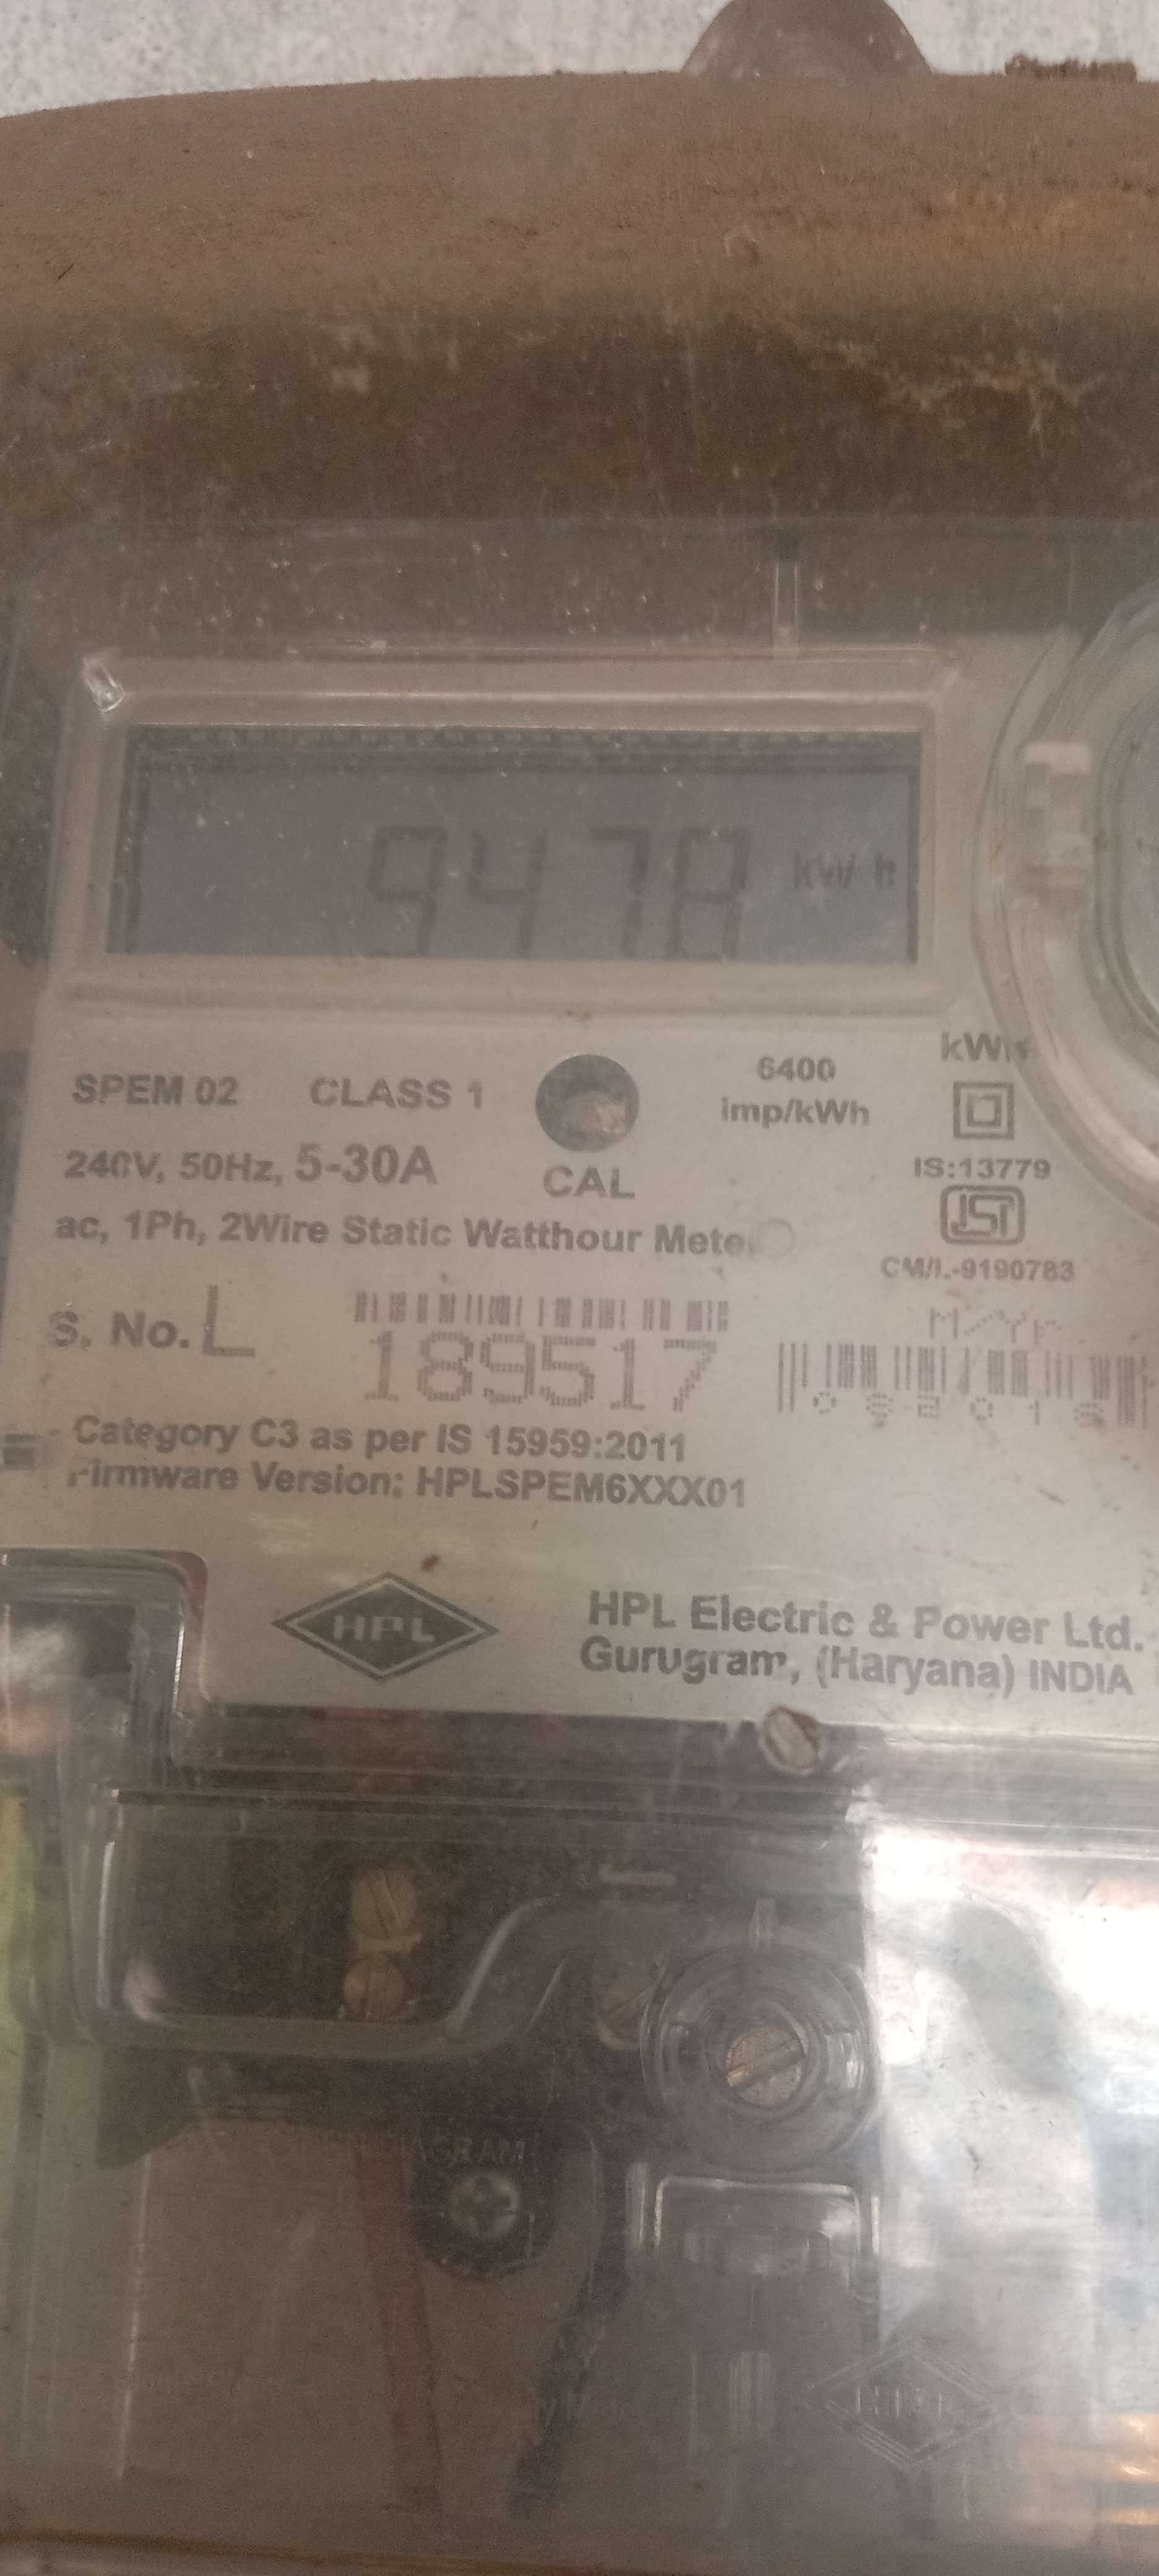 9478 kWh
SPEM 02 CLASS 1
6400
imp/kWh
240V, 50Hz, 5-30A
CAL
IS:13779
ISI
ac, 1Ph, 2Wire Static Watthour Meter
CM/L-9190783
M/Yr.
S. No. L 189517
Category C3 as per IS 15959:2011
Firmware Version: HPLSPEM6XXX01
HPL
HPL Electric & Power Ltd.
Gurugram, (Haryana) INDIA